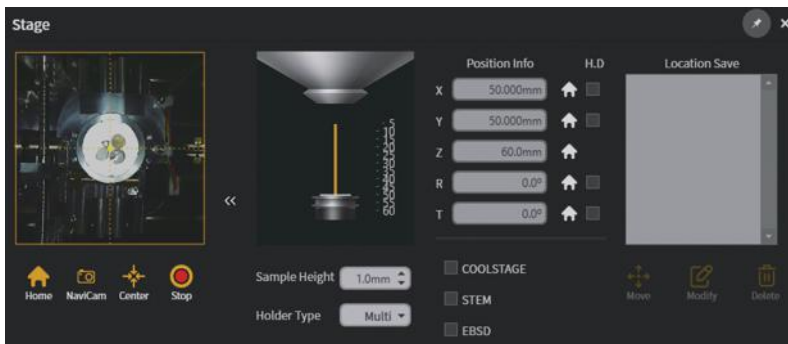 Stage
Position Info
H.D
Location Save
X 50.000mm
Y 50.000mm
Z 60.0mm
R 0.0°
T 0.0°
5
10
15
20
25
30
35
40
45
50
55
60
«
Home
NaviCam
Center
Stop
Sample Height 1.0mm
Holder Type Multi
COOLSTAGE
STEM
EBSD
Move
Modify
Delete